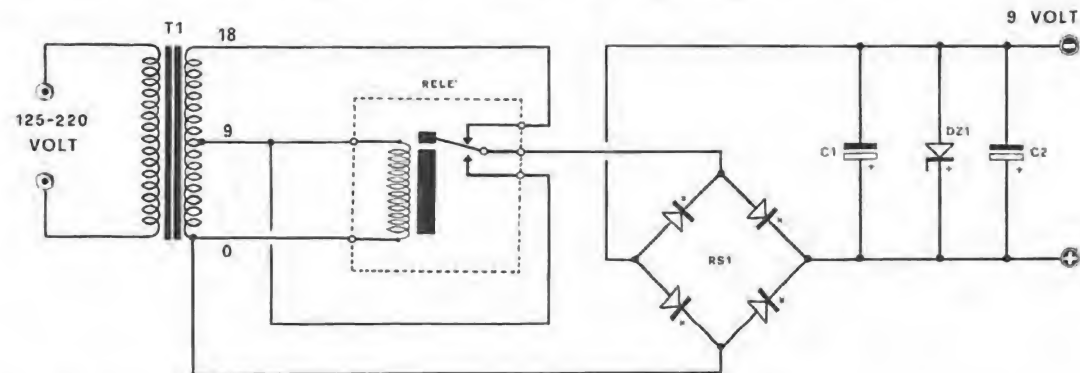 T1
18
9 VOLT
RELE'
125-220
VOLT
9
DZ1
C1
+
+
C2
+
RS1
0